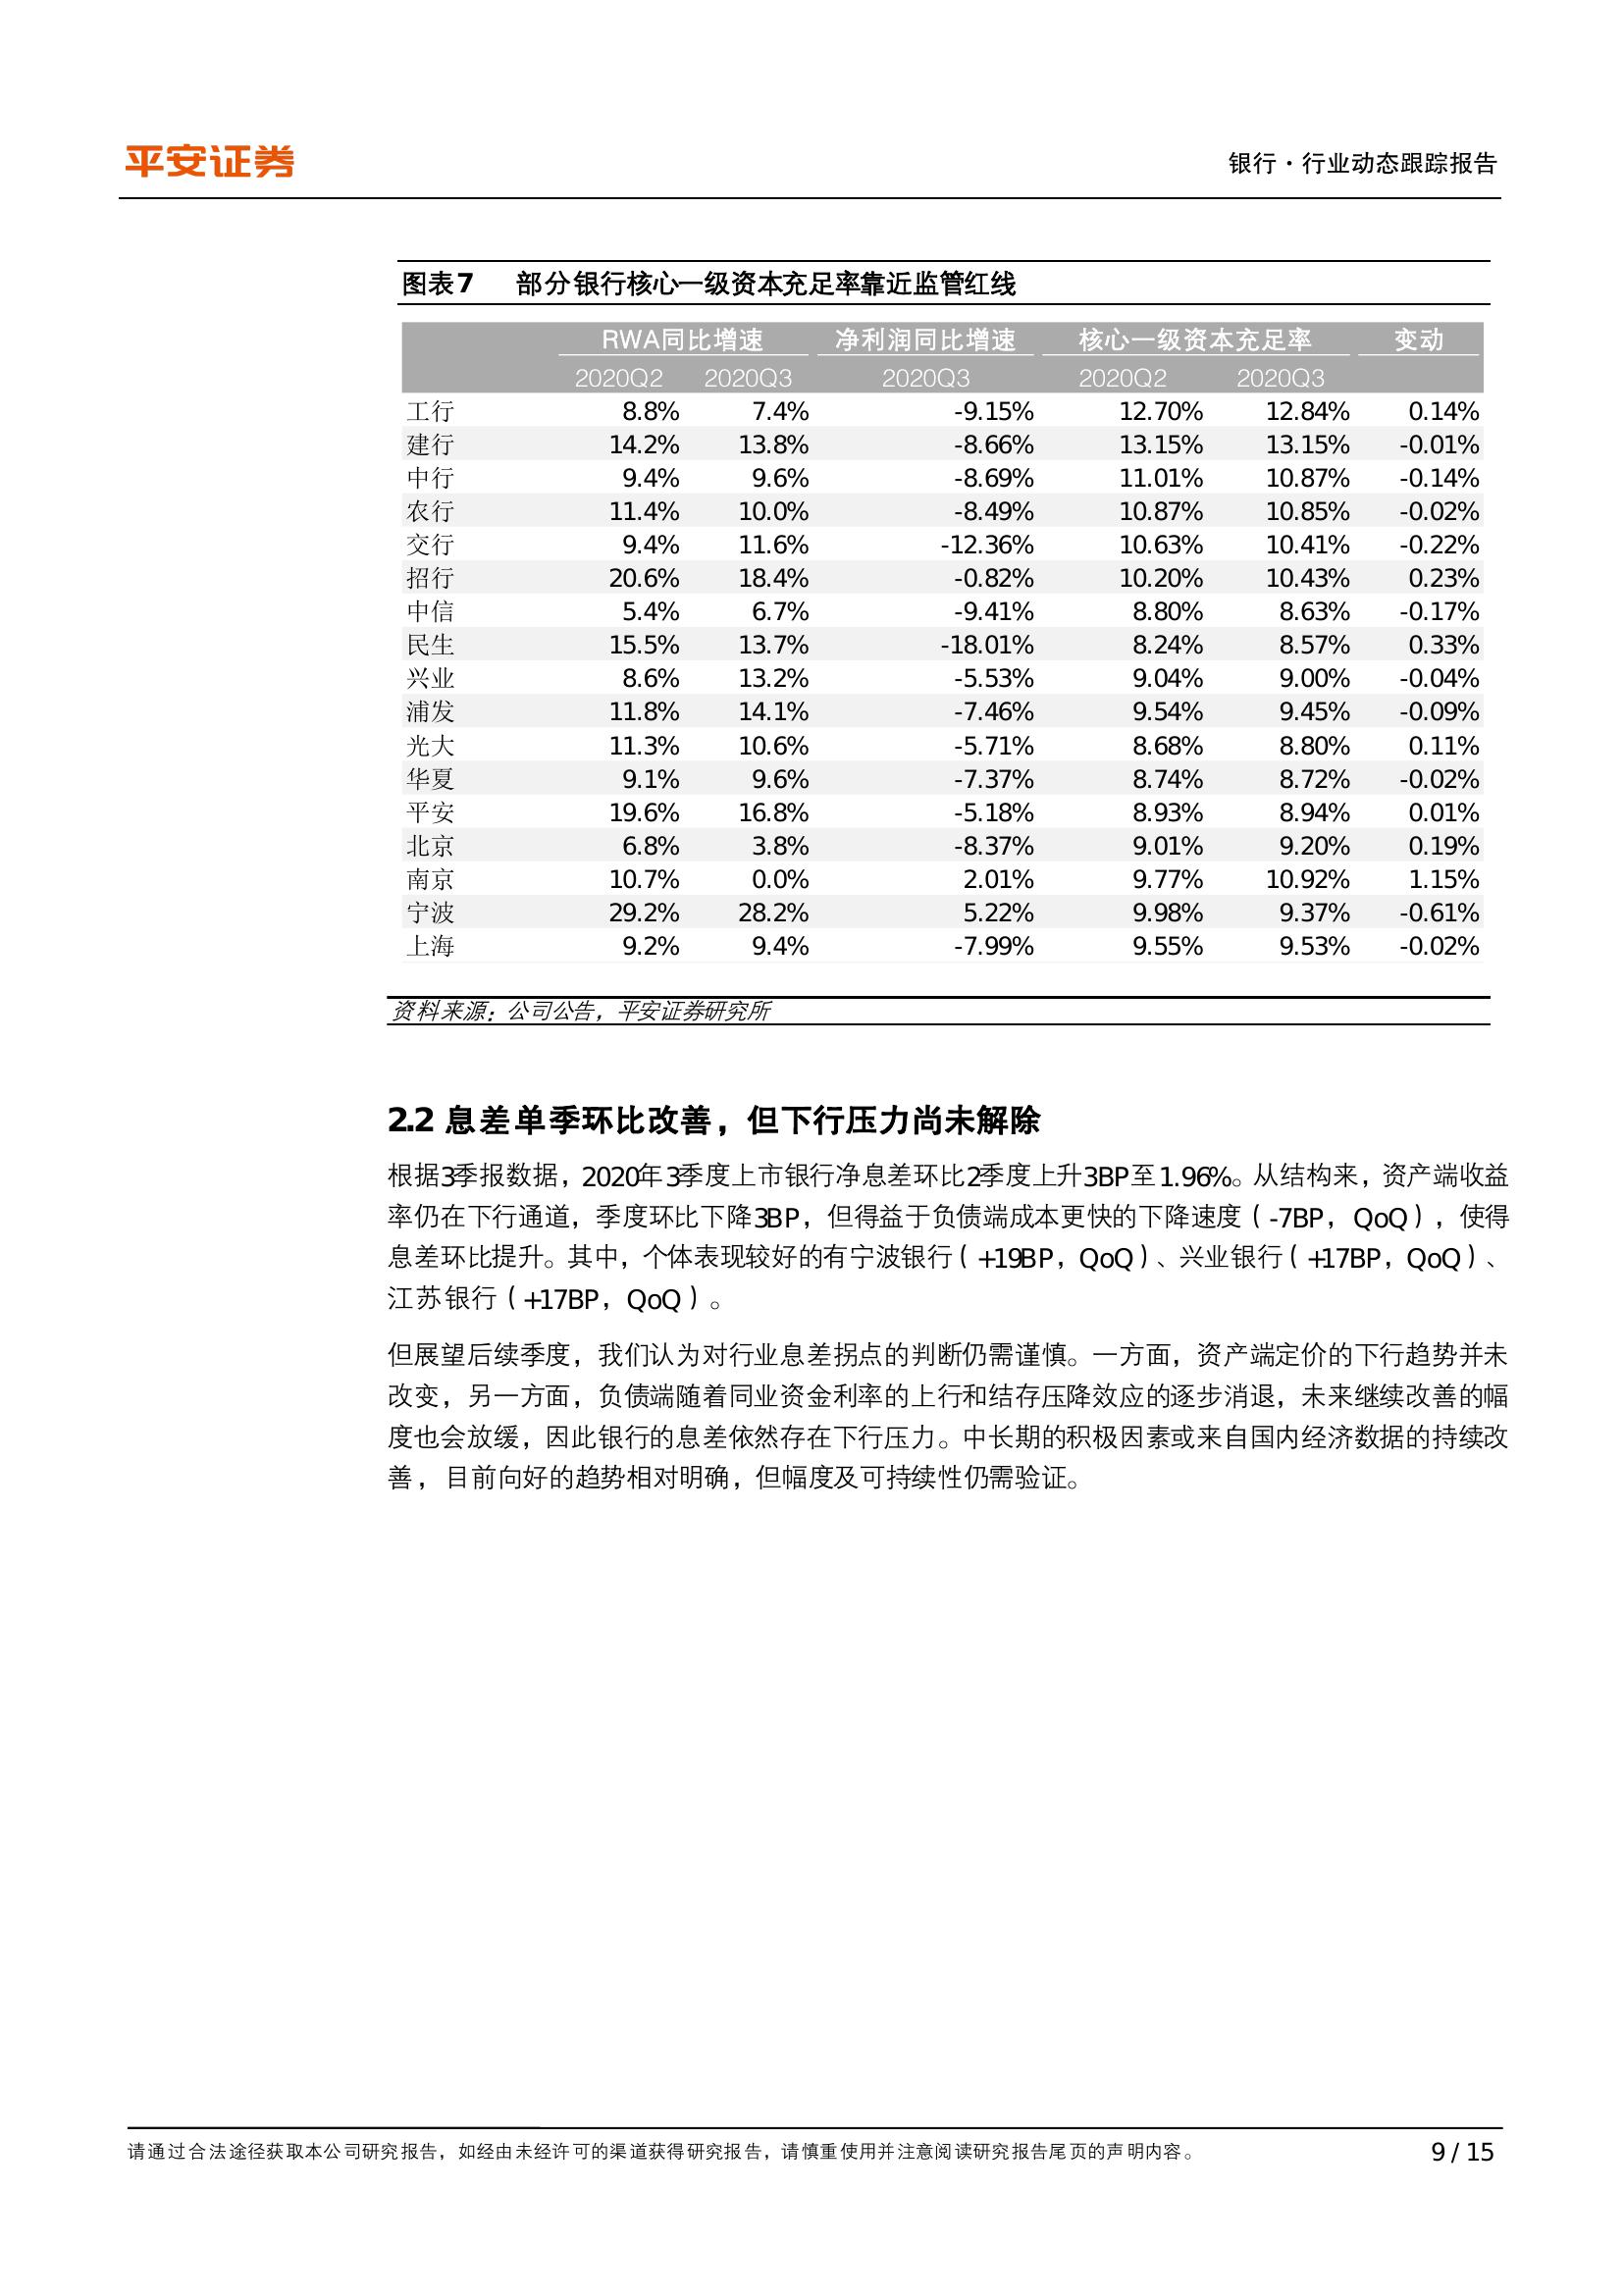 平安证券
银行·行业动态跟踪报告
图表7 部分银行核心一级资本充足率靠近监管红线
RWA同比增速 净利润同比增速 核心一级资本充足率 变动
2020Q2 2020Q3 2020Q3 2020Q2 2020Q3
工行 8.8% 7.4% -9.15% 12.70% 12.84% 0.14%
建行 14.2% 13.8% -8.66% 13.15% 13.15% -0.01%
中行 9.4% 9.6% -8.69% 11.01% 10.87% -0.14%
农行 11.4% 10.0% -8.49% 10.87% 10.85% -0.02%
交行 9.4% 11.6% -12.36% 10.63% 10.41% -0.22%
招行 20.6% 18.4% -0.82% 10.20% 10.43% 0.23%
中信 5.4% 6.7% -9.41% 8.80% 8.63% -0.17%
民生 15.5% 13.7% -18.01% 8.24% 8.57% 0.33%
兴业 8.6% 13.2% -5.53% 9.04% 9.00% -0.04%
浦发 11.8% 14.1% -7.46% 9.54% 9.45% -0.09%
光大 11.3% 10.6% -5.71% 8.68% 8.80% 0.11%
华夏 9.1% 9.6% -7.37% 8.74% 8.72% -0.02%
平安 19.6% 16.8% -5.18% 8.93% 8.94% 0.01%
北京 6.8% 3.8% -8.37% 9.01% 9.20% 0.19%
南京 10.7% 0.0% 2.01% 9.77% 10.92% 1.15%
宁波 29.2% 28.2% 5.22% 9.98% 9.37% -0.61%
上海 9.2% 9.4% -7.99% 9.55% 9.53% -0.02%
资料来源：公司公告，平安证券研究所
2.2 息差单季环比改善，但下行压力尚未解除
根据3季报数据，2020年3季度上市银行净息差环比2季度上升3BP至1.96%。从结构来，资产端收益
率仍在下行通道，季度环比下降3BP，但得益于负债端成本更快的下降速度（-7BP，QoQ），使得
息差环比提升。其中，个体表现较好的有宁波银行（+19BP，QoQ）、兴业银行（+17BP，QoQ）、
江苏银行（+17BP，QoQ）。
但展望后续季度，我们认为对行业息差拐点的判断仍需谨慎。一方面，资产端定价的下行趋势并未
改变，另一方面，负债端随着同业资金利率的上行和结存压降效应的逐步消退，未来继续改善的幅
度也会放缓，因此银行的息差依然存在下行压力。中长期的积极因素或来自国内经济数据的持续改
善，目前向好的趋势相对明确，但幅度及可持续性仍需验证。
请通过合法途径获取本公司研究报告，如经由未经许可的渠道获得研究报告，请慎重使用并注意阅读研究报告尾页的声明内容。
9 / 15